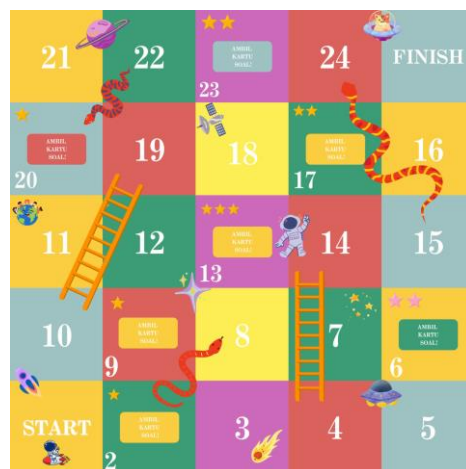 21
22
AMBIL
KARTU
SOAL!
23
24
FINISH
AMBIL
KARTU
SOAL!
20
19
18
AMBIL
KARTU
SOAL!
17
16
11
12
AMBIL
KARTU
SOAL!
13
14
15
10
AMBIL
KARTU
SOAL!
9
8
7
AMBIL
KARTU
SOAL!
6
START
AMBIL
KARTU
SOAL!
2
3
4
5